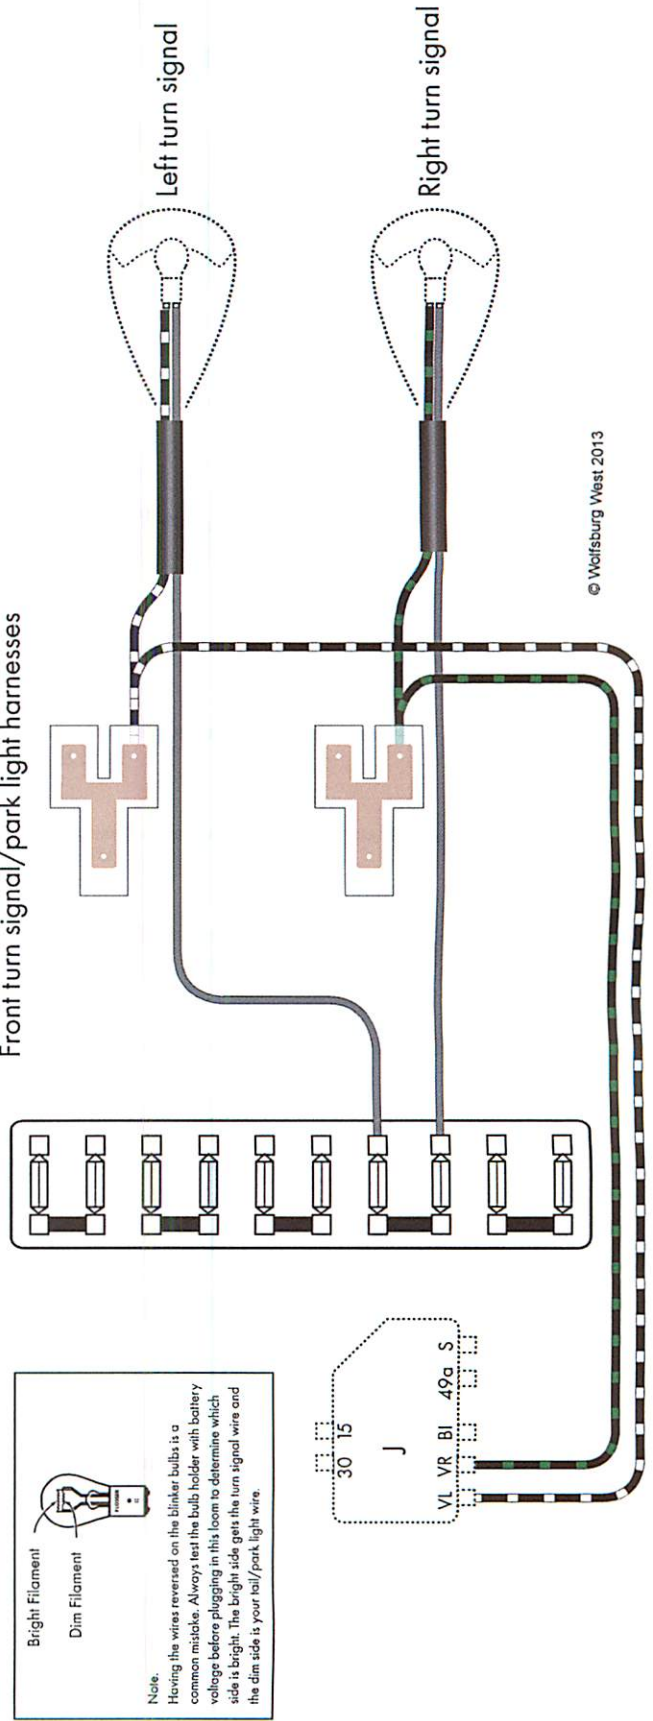 Front turn signal/park light harnesses
Left turn signal
Right turn signal
Bright Filament
Dim Filament
Note.
Having the wires reversed on the blinker bulbs is a
common mistake. Always test the bulb holder with battery
voltage before plugging in this loom to determine which
side is bright. The bright side gets the turn signal wire and
the dim side is your tail/park light wire.
30 15
J
VL VR BI 49a S
© Wolfsburg West 2013